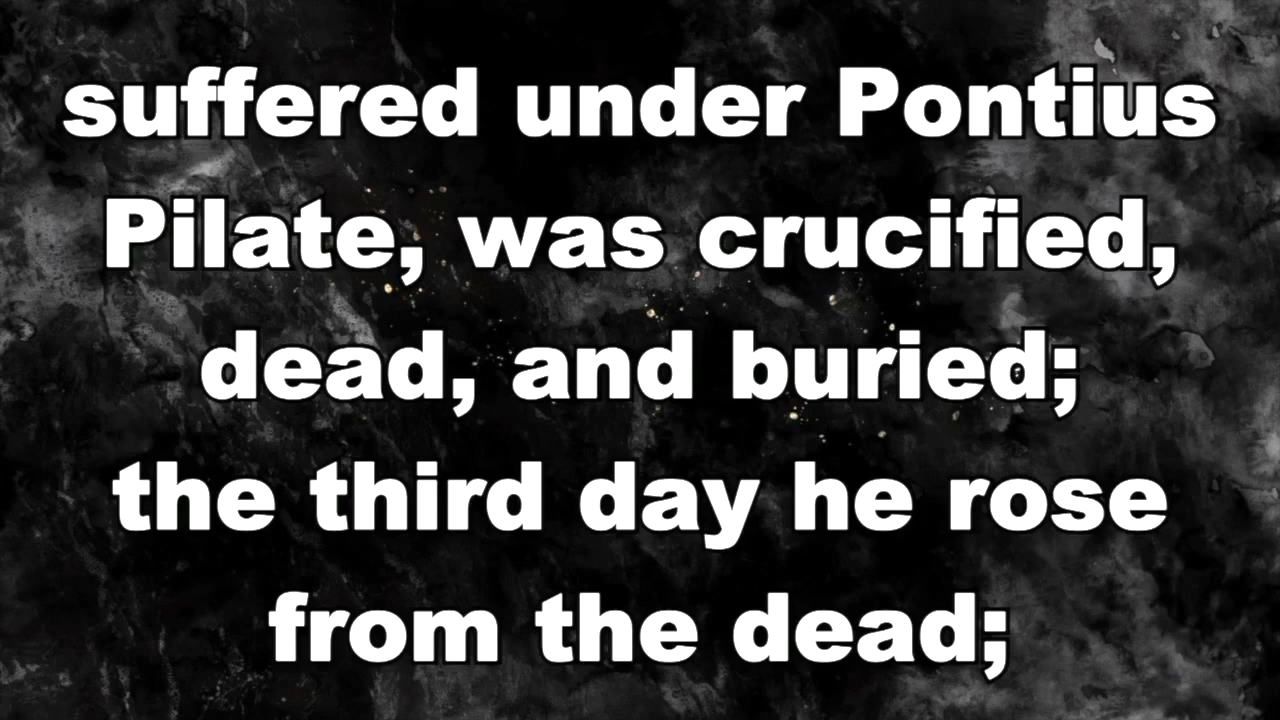 suffered under Pontius
Pilate, was crucified,
dead, and buried;
the third day he rose
from the dead;